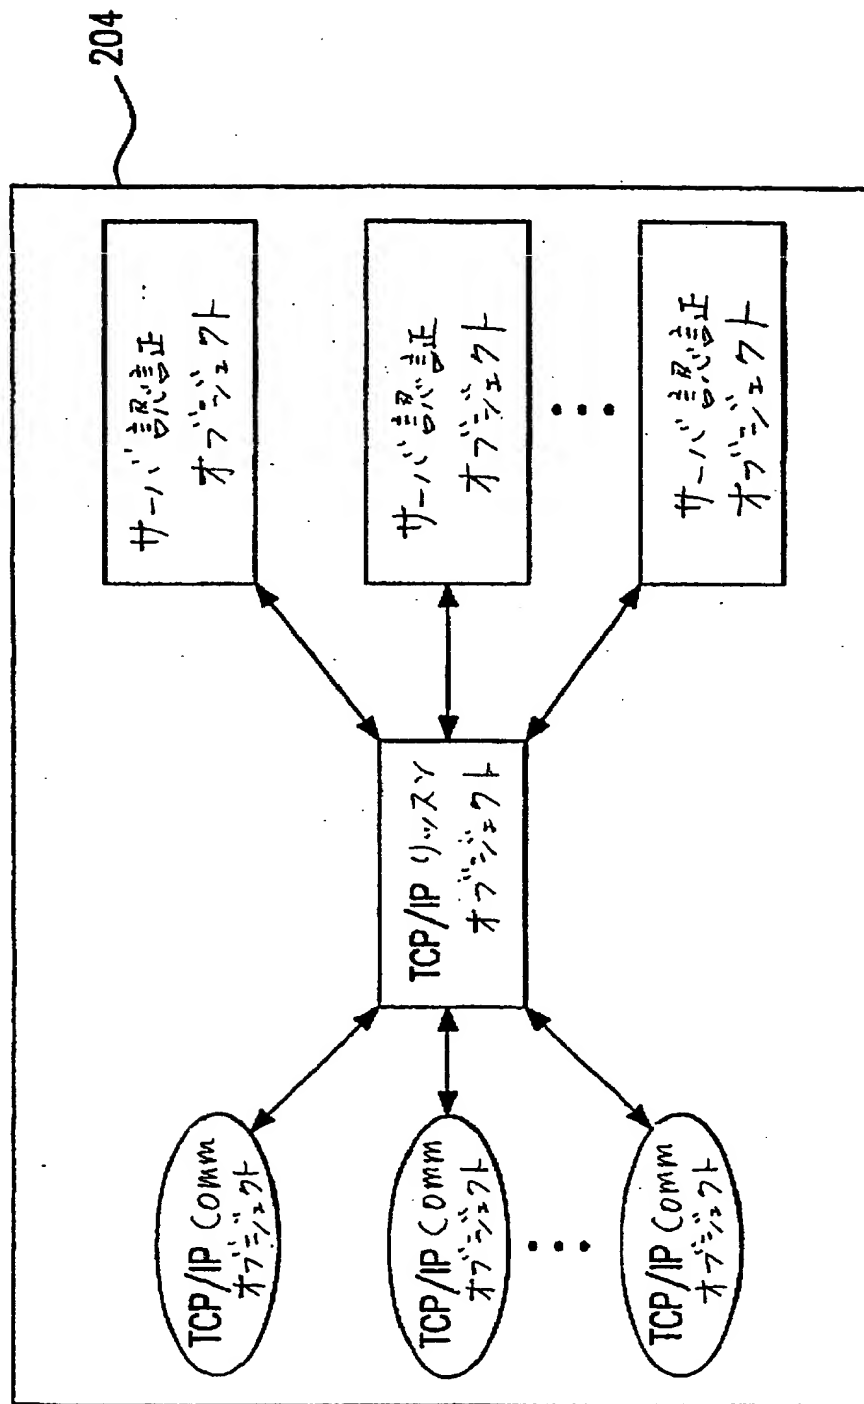 204
TCP/IP Comm
オブジェクト
TCP/IP Comm
オブジェクト
TCP/IP Comm
オブジェクト
TCP/IP リッスン
オブジェクト
サーバ認証
オブジェクト
サーバ認証
オブジェクト
サーバ認証
オブジェクト